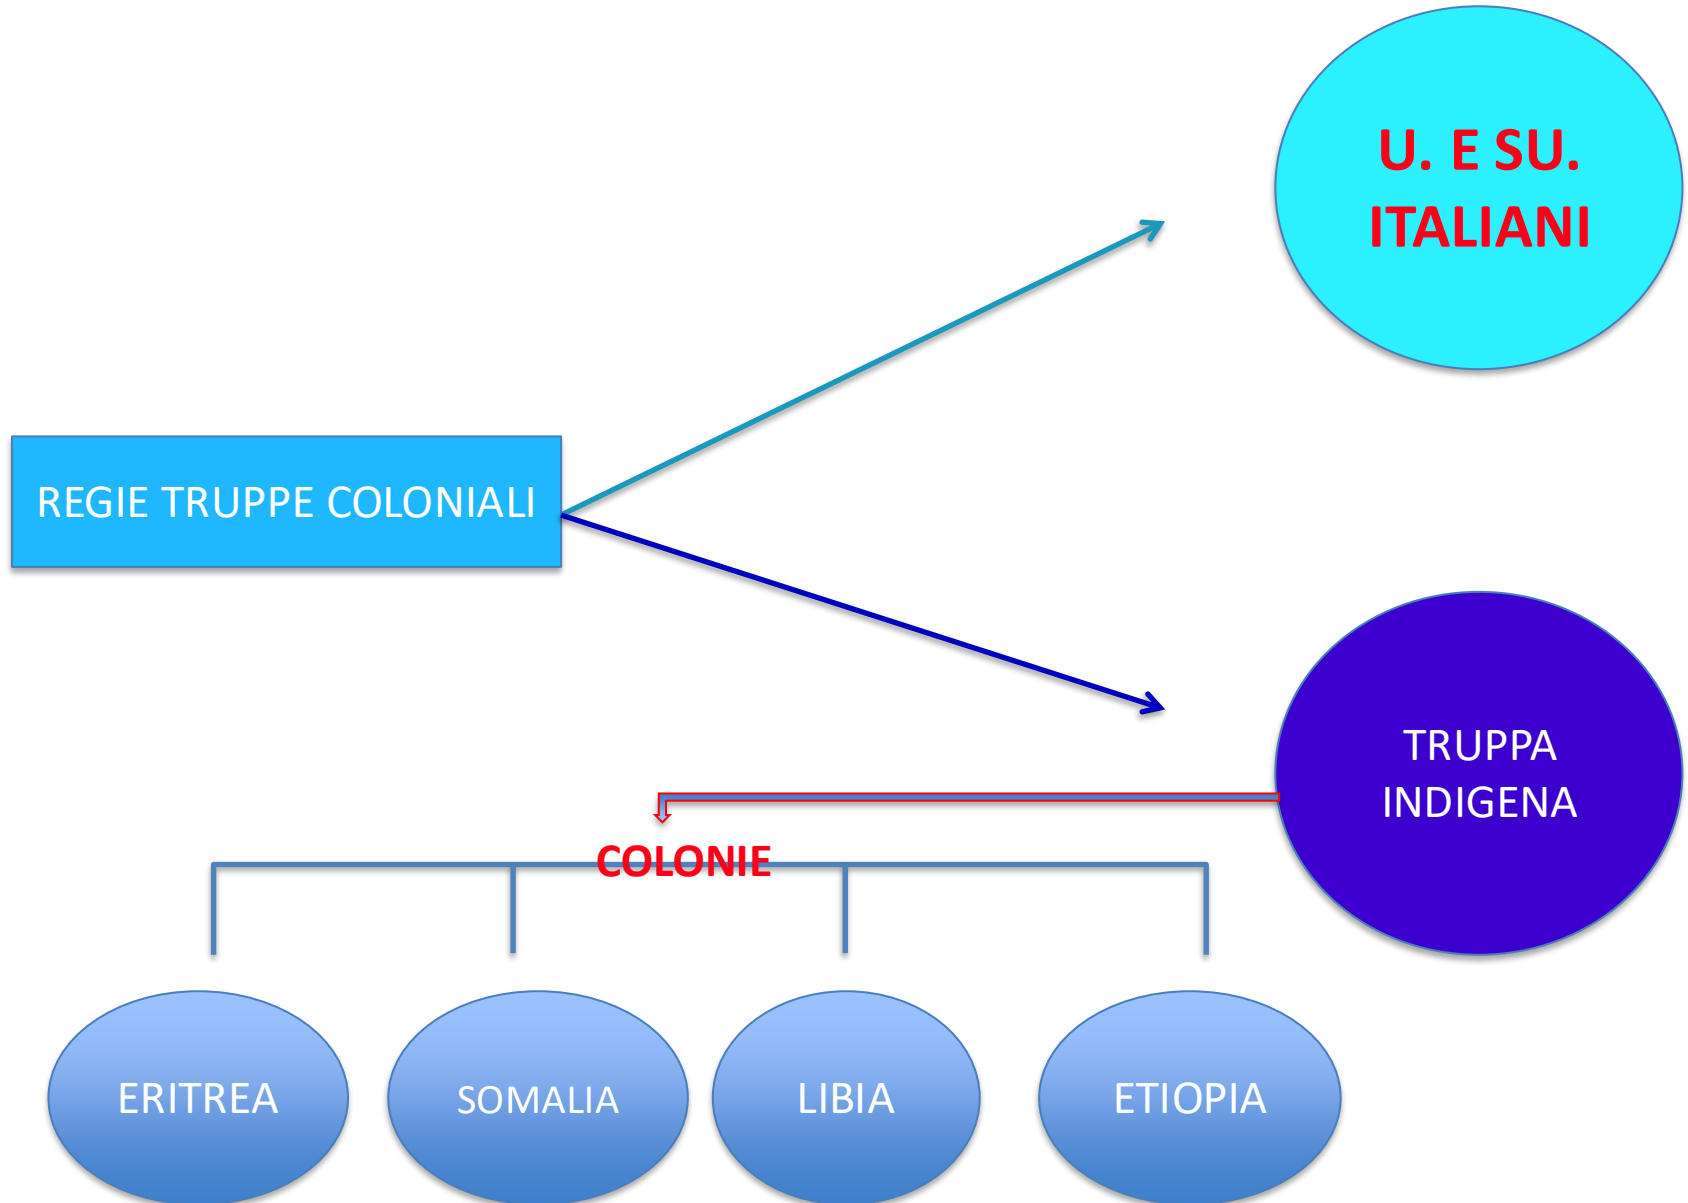 U. E SU.
ITALIANI
REGIE TRUPPE COLONIALI
TRUPPA
INDIGENA
COLONIE
ERITREA
SOMALIA
LIBIA
ETIOPIA